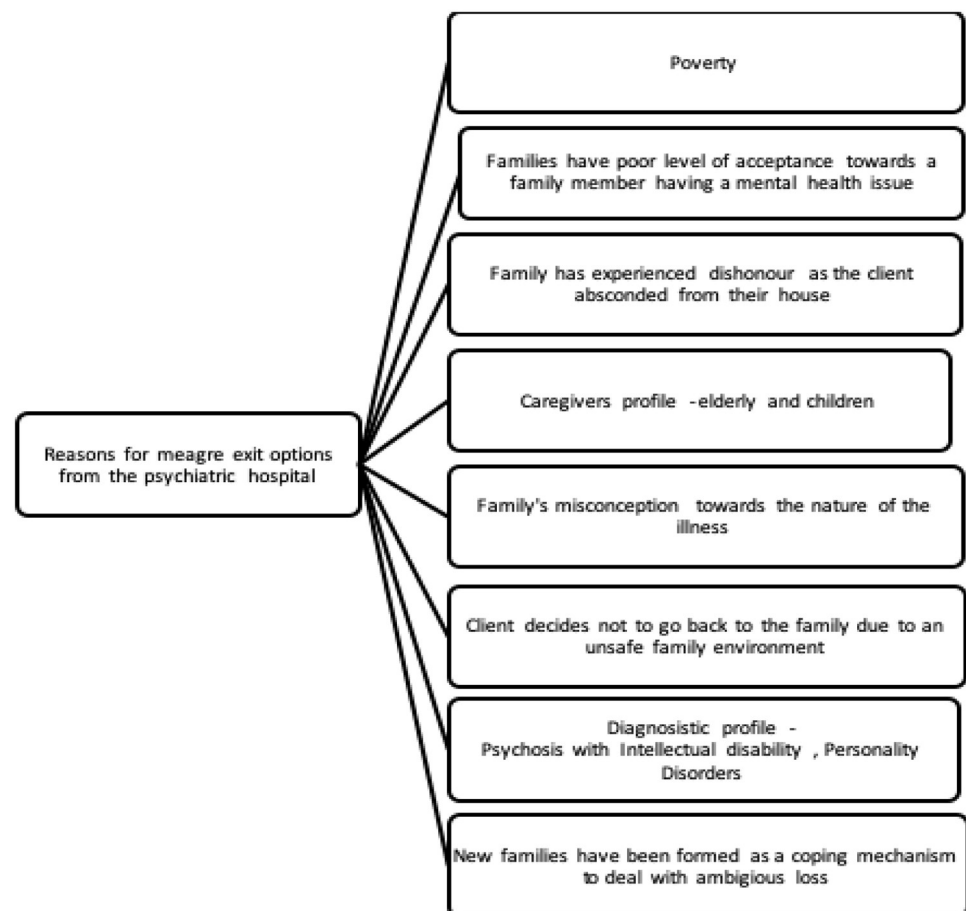 Poverty
Families have poor level of acceptance towards a
family member having a mental health issue
Family has experienced dishonour as the client
absconded from their house
Caregivers profile -elderly and children
Reasons for meagre exit options
from the psychiatric hospital
Family's misconception towards the nature of the
illness
Client decides not to go back to the family due to an
unsafe family environment
Diagnosistic profile -
Psychosis with Intellectual disability , Personality
Disorders
New families have been formed as a coping mechanism
to deal with ambigious loss